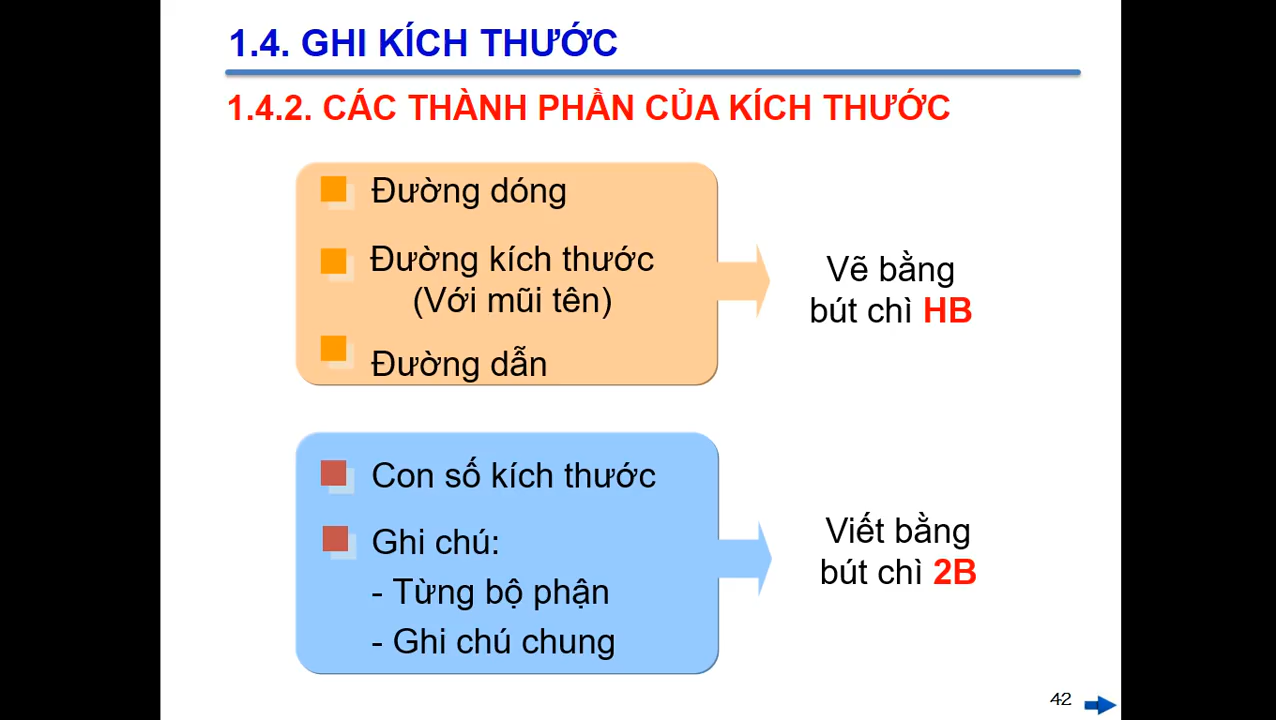 1.4. GHI KÍCH THƯỚC
1.4.2. CÁC THÀNH PHẦN CỦA KÍCH THƯỚC
Đường dóng
Đường kích thước
(Với mũi tên)
Đường dẫn
Vẽ bằng
bút chì HB
Con số kích thước
Ghi chú:
- Từng bộ phận
- Ghi chú chung
Viết bằng
bút chì 2B
42